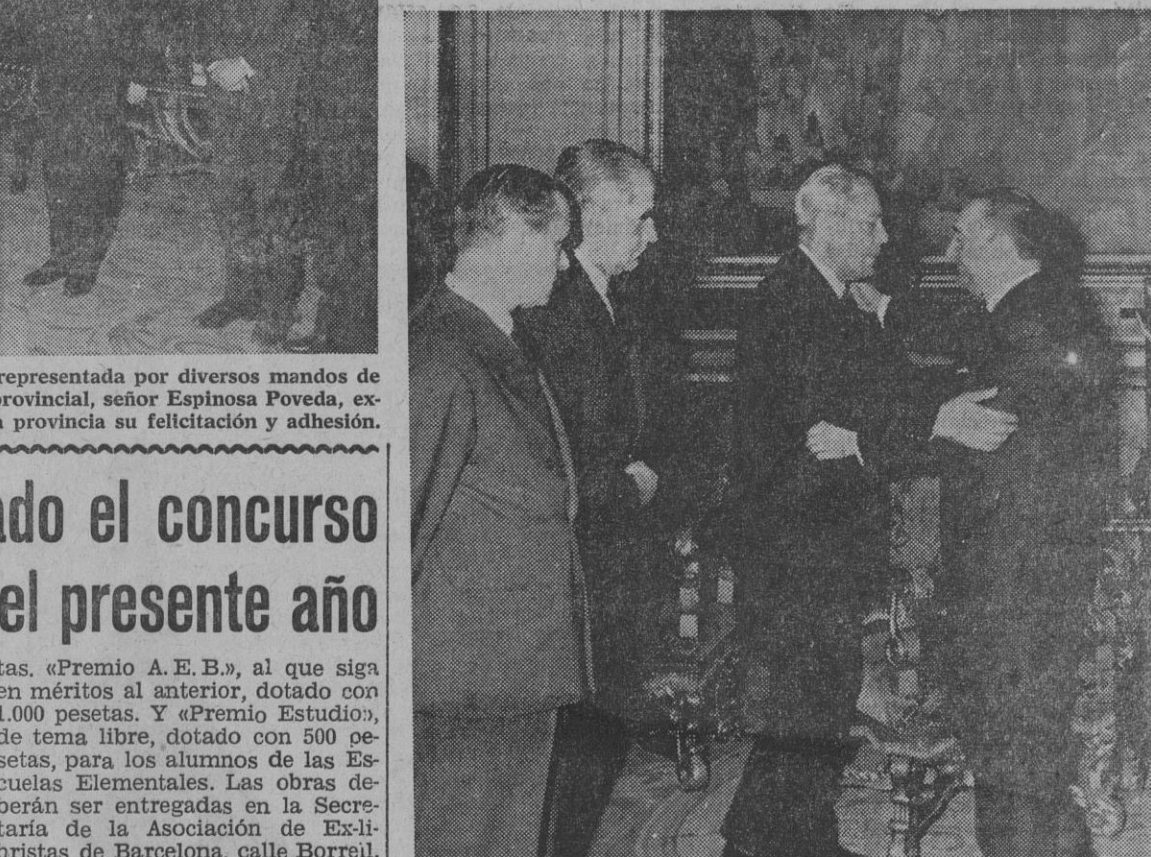 representada por diversos mandos de
provincial, señor Espinosa Poveda, ex-
a provincia su felicitación y adhesión.
ado el concurso
el presente año
tas. «Premio A. E. B.», al que siga
en méritos al anterior, dotado con
1.000 pesetas. Y «Premio Estudio»,
de tema libre, dotado con 500 pe-
setas, para los alumnos de las Es-
cuelas Elementales. Las obras de-
berán ser entregadas en la Secre-
taría de la Asociación de Ex-li-
bristas de Barcelona, calle Borrell,